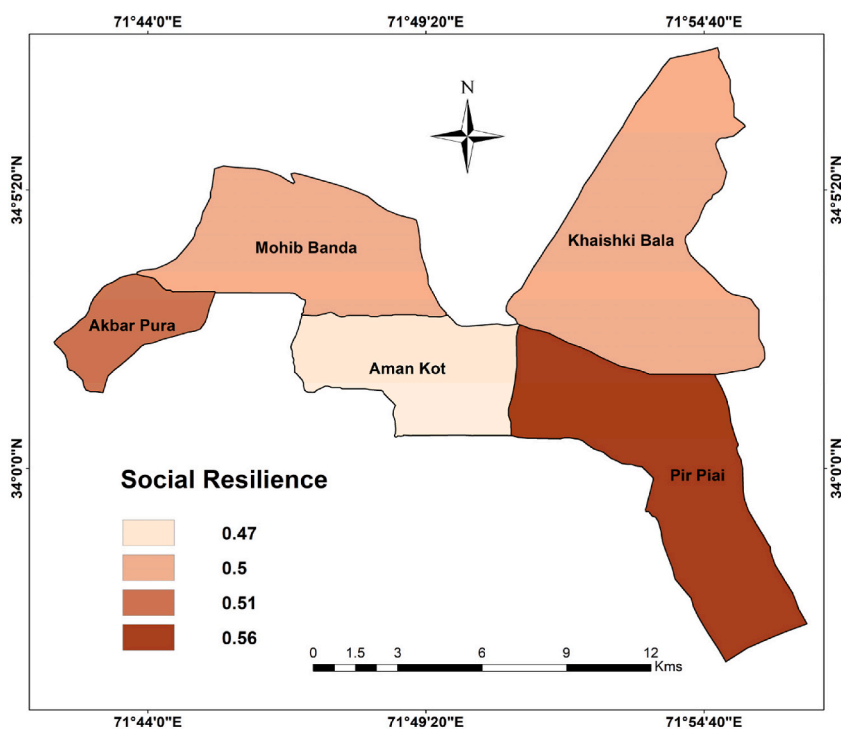 71°44'0"E 71°49'20"E 71°54'40"E
N
34°5'20"N 34°5'20"N
Khaishki Bala
Mohib Banda
Akbar Pura
Aman Kot
34°0'0"N 34°0'0"N
Pir Piai
Social Resilience
0.47
0.5
0.51
0.56
0 1.5 3 6 9 12
Kms
71°44'0"E 71°49'20"E 71°54'40"E